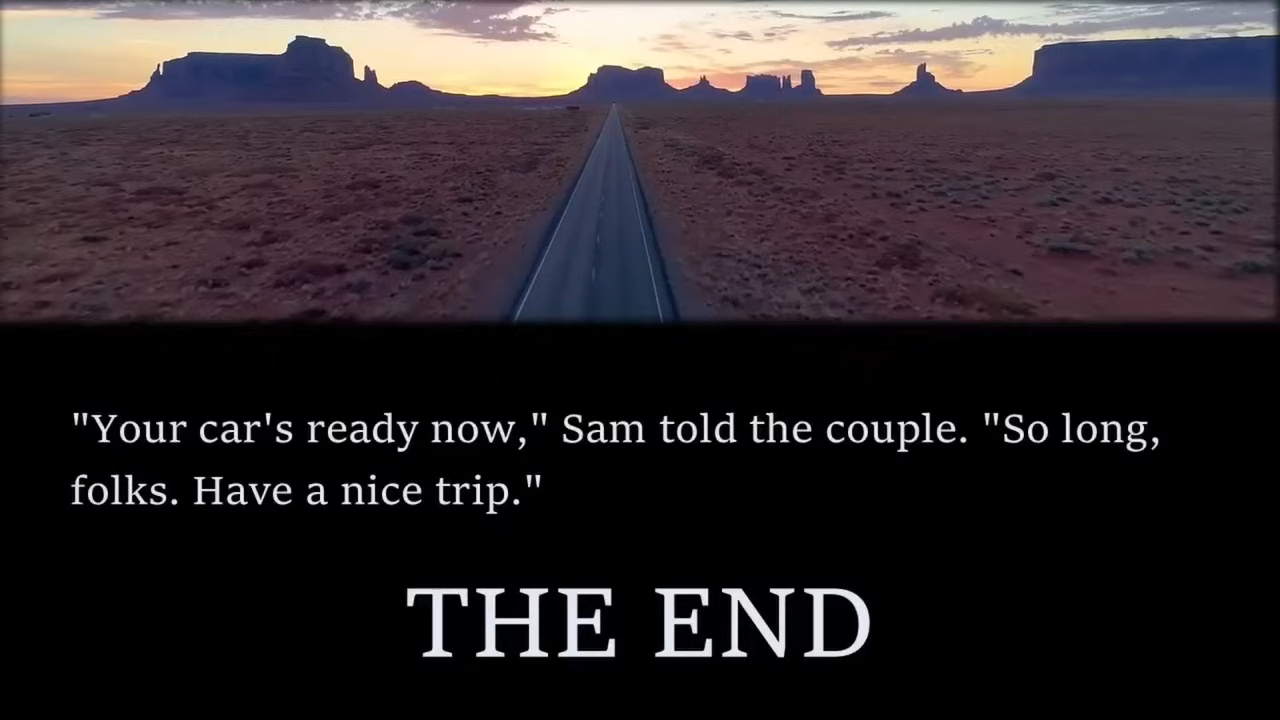 "Your car's ready now," Sam told the couple. "So long,
folks. Have a nice trip."
THE END